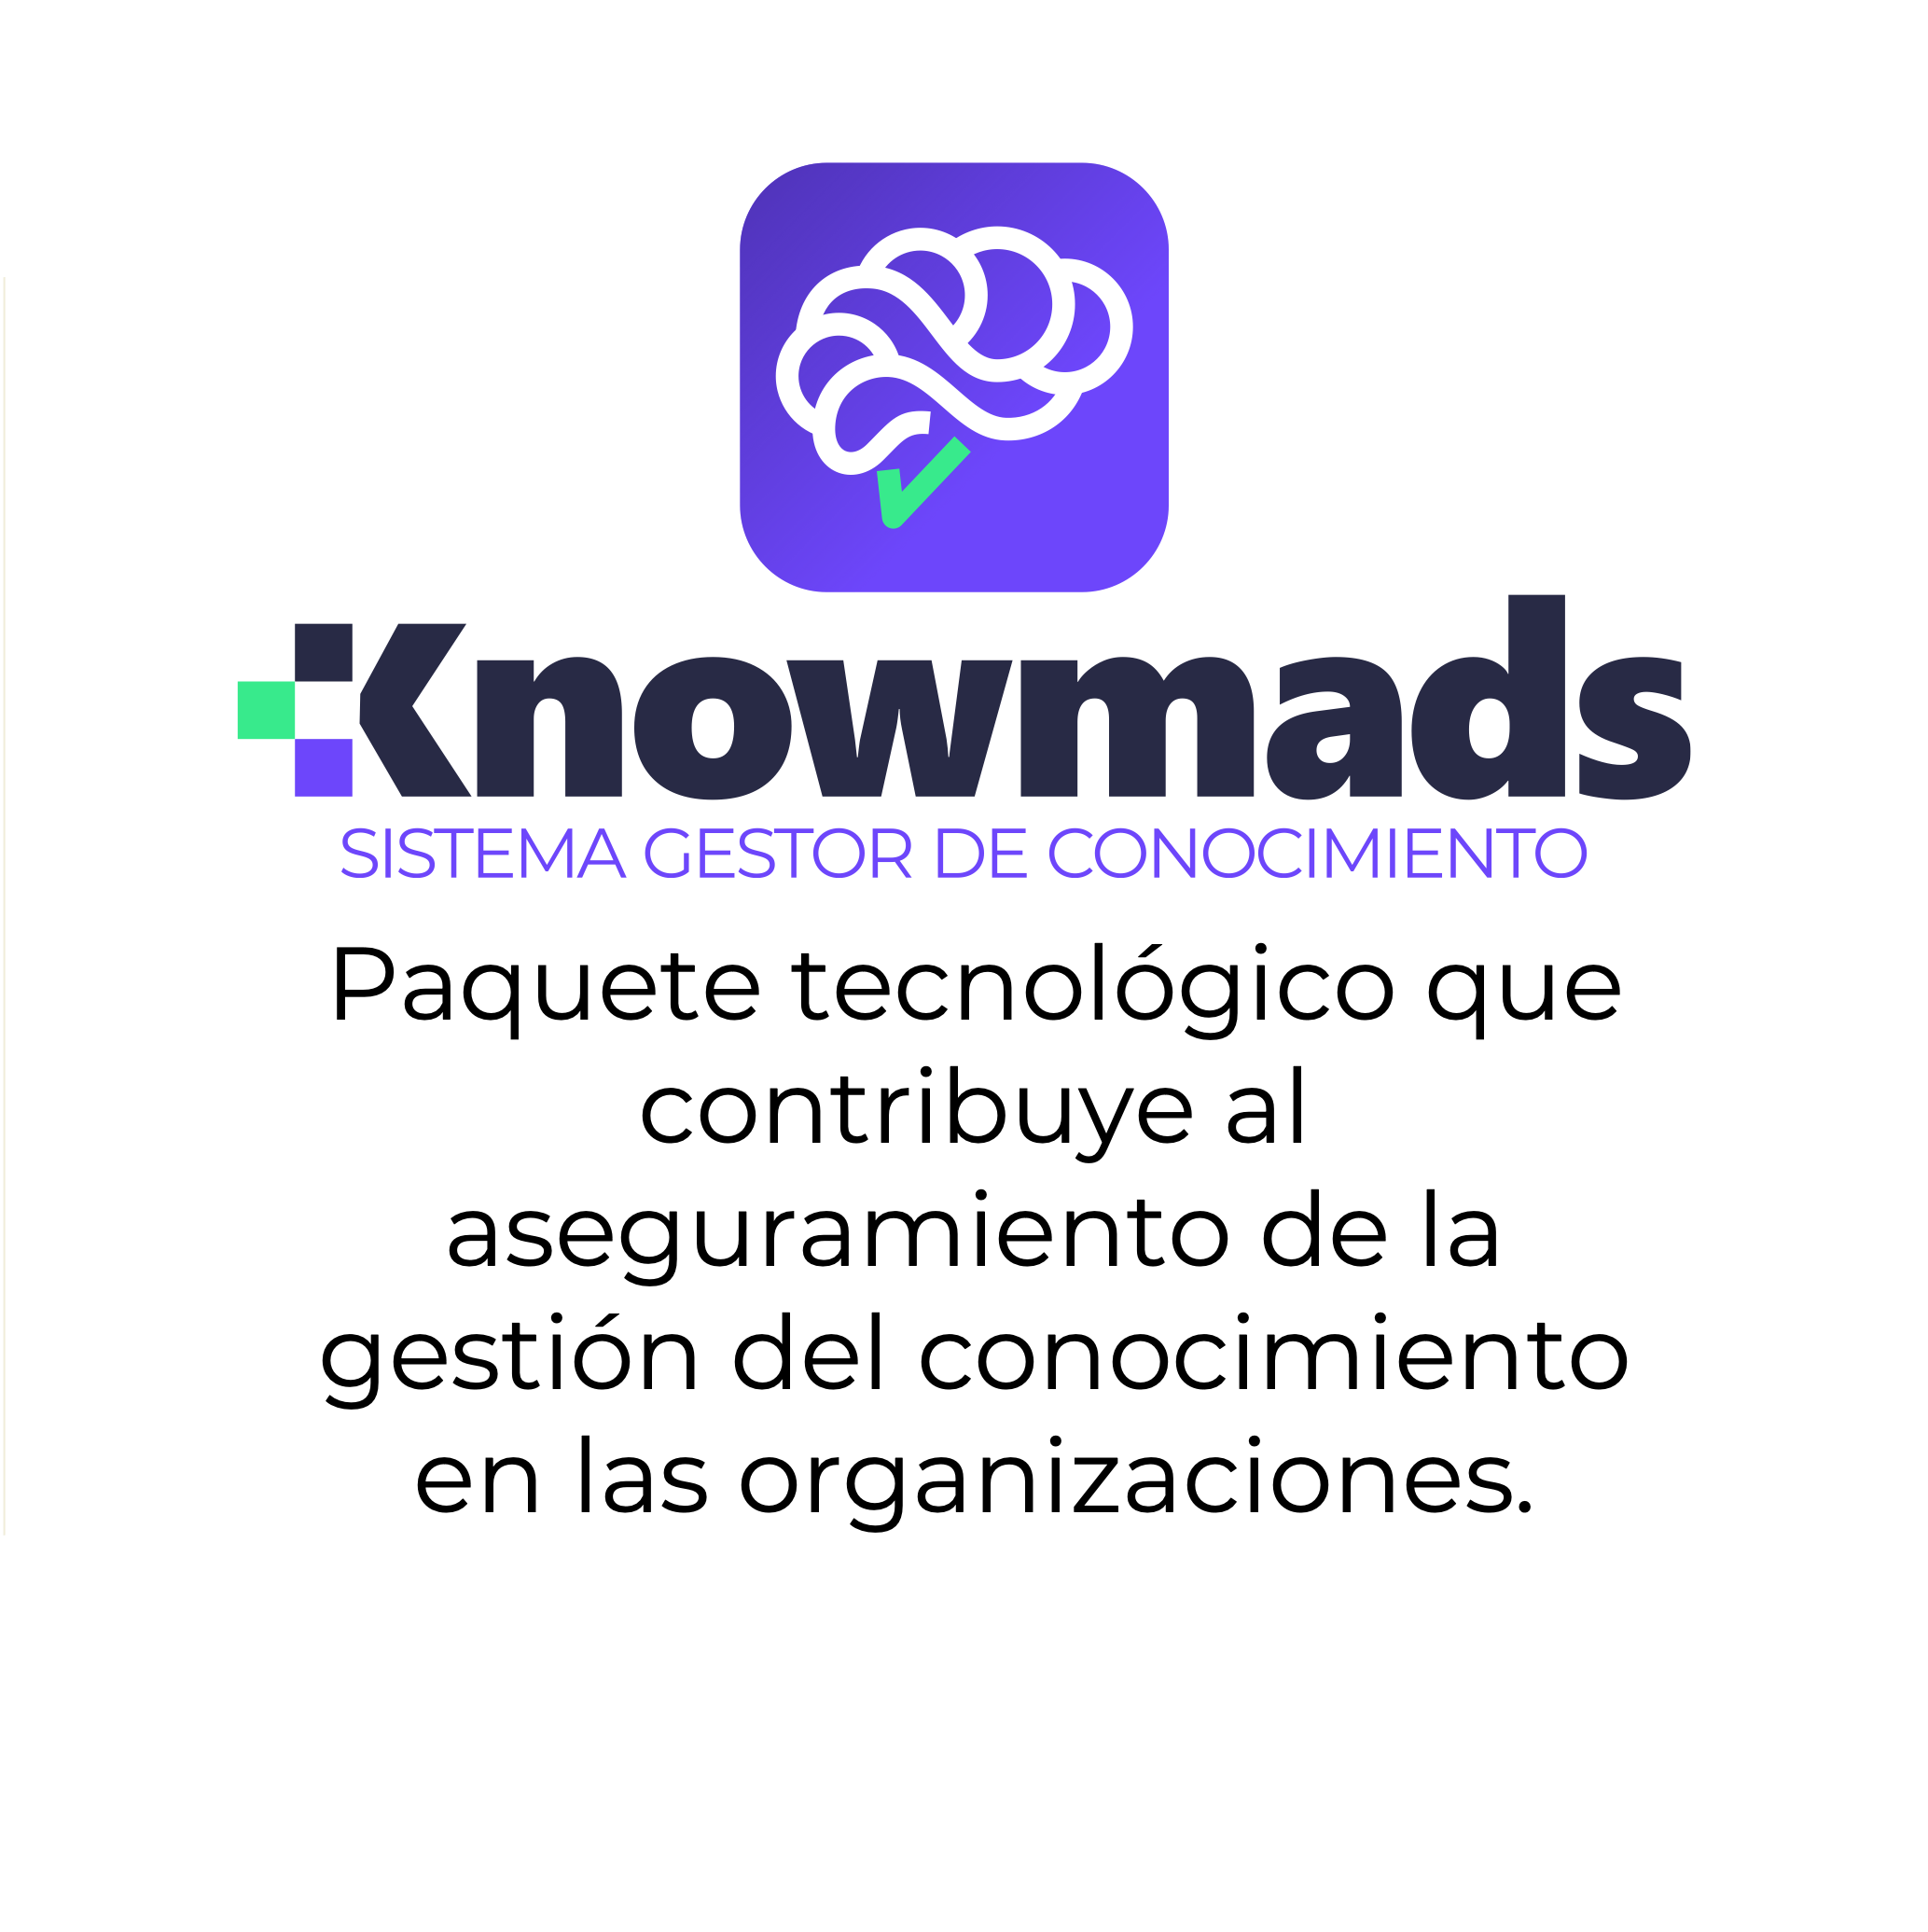 Knowmads
SISTEMA GESTOR DE CONOCIMIENTO
Paquete tecnológico que
contribuye al
aseguramiento de la
gestión del conocimiento
en las organizaciones.